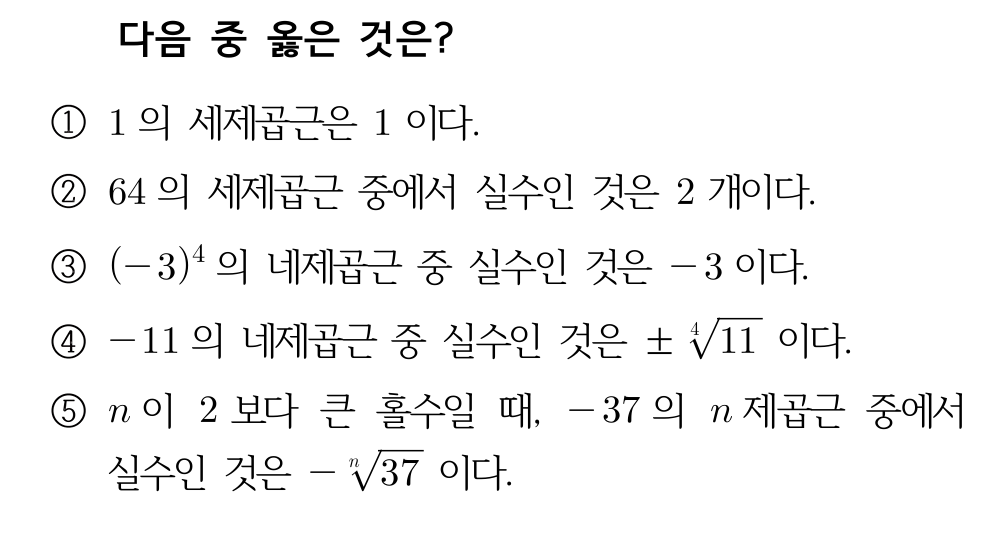 다음 중 옳은 것은?
① 1 의 세제곱근은 1 이다.
② 64 의 세제곱근 중에서 실수인 것은 2 개이다.
③ (−3)⁴ 의 네제곱근 중 실수인 것은 −3 이다.
④ −11 의 네제곱근 중 실수인 것은 ± ⁴√11 이다.
⑤ n 이 2 보다 큰 홀수일 때, −37 의 n 제곱근 중에서
실수인 것은 − ⁿ√37 이다.